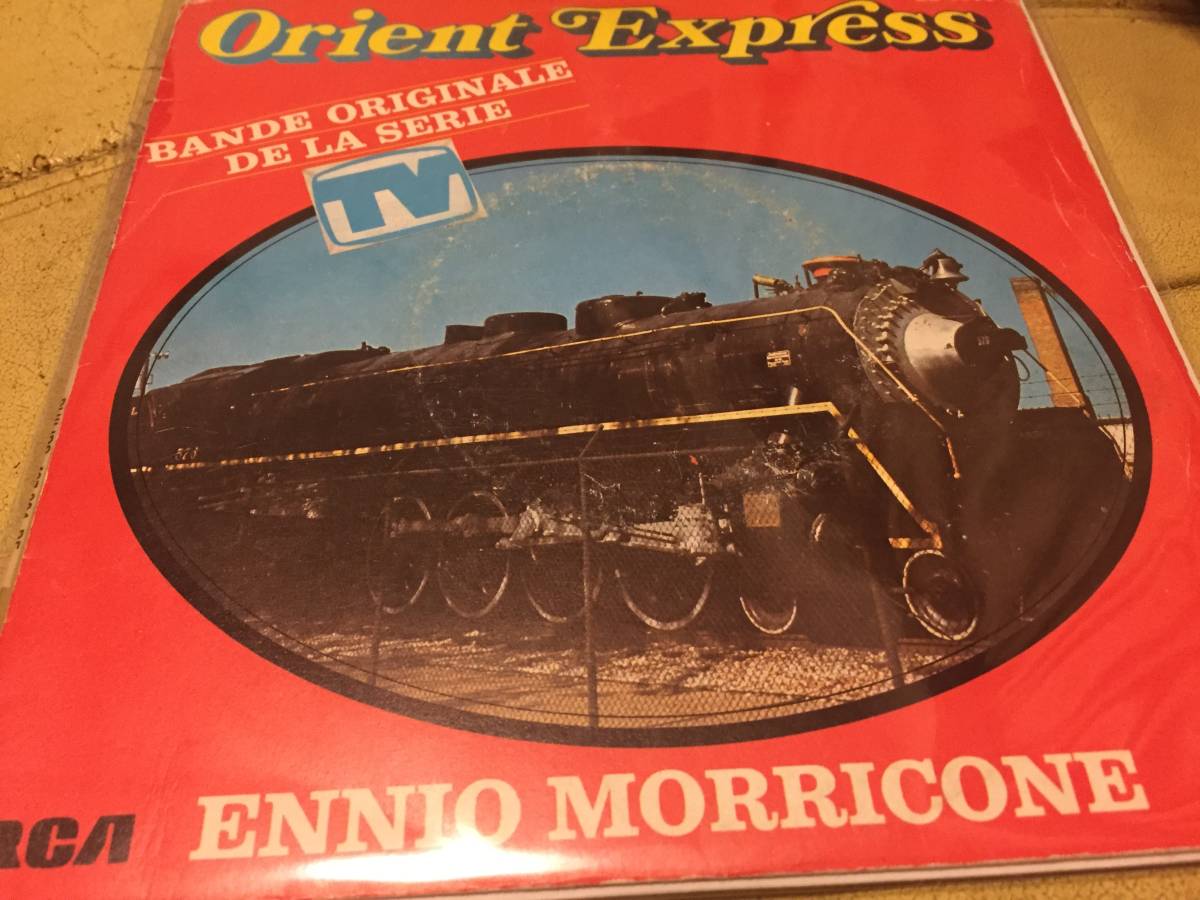 Orient Express
BANDE ORIGINALE
DE LA SERIE
TV
ENNIO MORRICONE
RCA